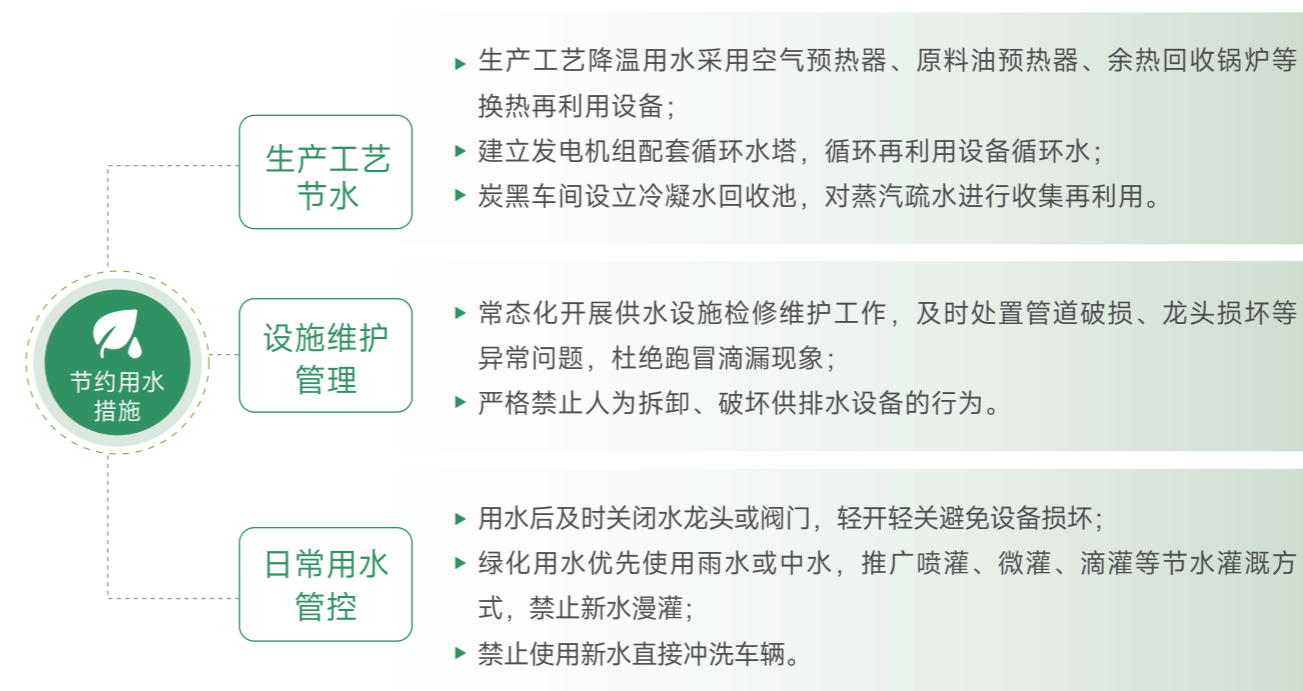 节约用水
措施
生产工艺
节水
生产工艺降温用水采用空气预热器、原料油预热器、余热回收锅炉等
换热再利用设备；
建立发电机组配套循环水塔，循环再利用设备循环水；
炭黑车间设立冷凝水回收池，对蒸汽疏水进行收集再利用。
设施维护
管理
常态化开展供水设施检修维护工作，及时处置管道破损、龙头损坏等
异常问题，杜绝跑冒滴漏现象；
严格禁止人为拆卸、破坏供排水设备的行为。
日常用水
管控
用水后及时关闭水龙头或阀门，轻开轻关避免设备损坏；
绿化用水优先使用雨水或中水，推广喷灌、微灌、滴灌等节水灌溉方
式，禁止新水漫灌；
禁止使用新水直接冲洗车辆。